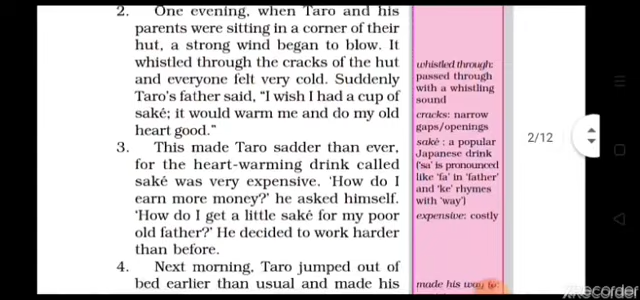 2. One evening, when Taro and his
parents were sitting in a corner of their
hut, a strong wind began to blow. It
whistled through the cracks of the hut
and everyone felt very cold. Suddenly
Taro's father said, "I wish I had a cup of
saké; it would warm me and do my old
heart good."
3. This made Taro sadder than ever,
for the heart-warming drink called
saké was very expensive. 'How do I
earn more money?' he asked himself.
'How do I get a little saké for my poor
old father?' He decided to work harder
than before.
4. Next morning, Taro jumped out of
bed earlier than usual and made his
whistled through:
passed through
with a whistling
sound
cracks: narrow
gaps/openings
saké : a popular
Japanese drink
('sa' is pronounced
like 'fa' in 'father'
and 'ke' rhymes
with 'way')
expensive: costly
made his way to:
2/12
XRECORDER